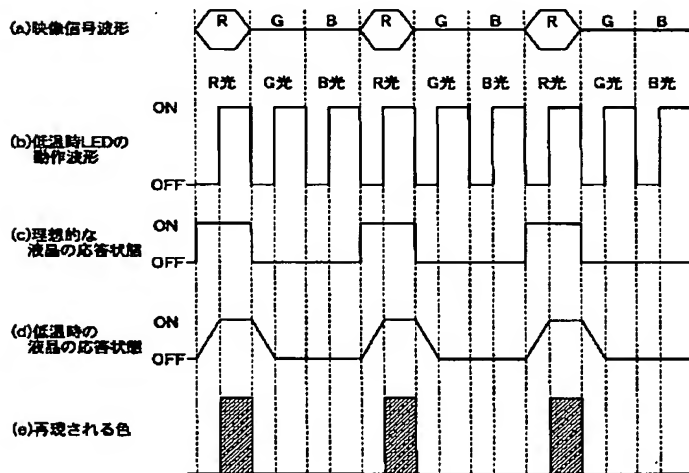 R G B R G B R G B
(a)映像信号波形
R光 G光 B光 R光 G光 B光 R光 G光 B光
ON
(b)低温時LEDの
動作波形
OFF
ON
(c)理想的な
液晶の応答状態
OFF
ON
(d)低温時の
液晶の応答状態
OFF
(e)再現される色